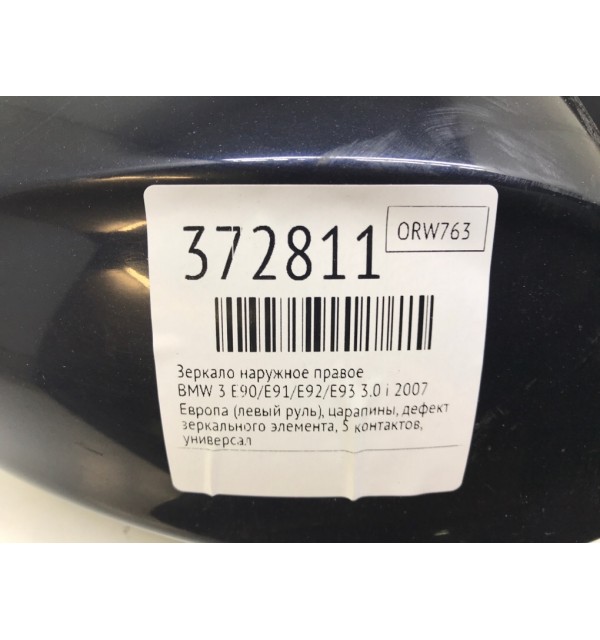 372811
ORW763
Зеркало наружное правое
BMW 3 E90/E91/E92/E93 3.0 i 2007
Европа (левый руль), царапины, дефект
зеркального элемента, 5 контактов,
универсал